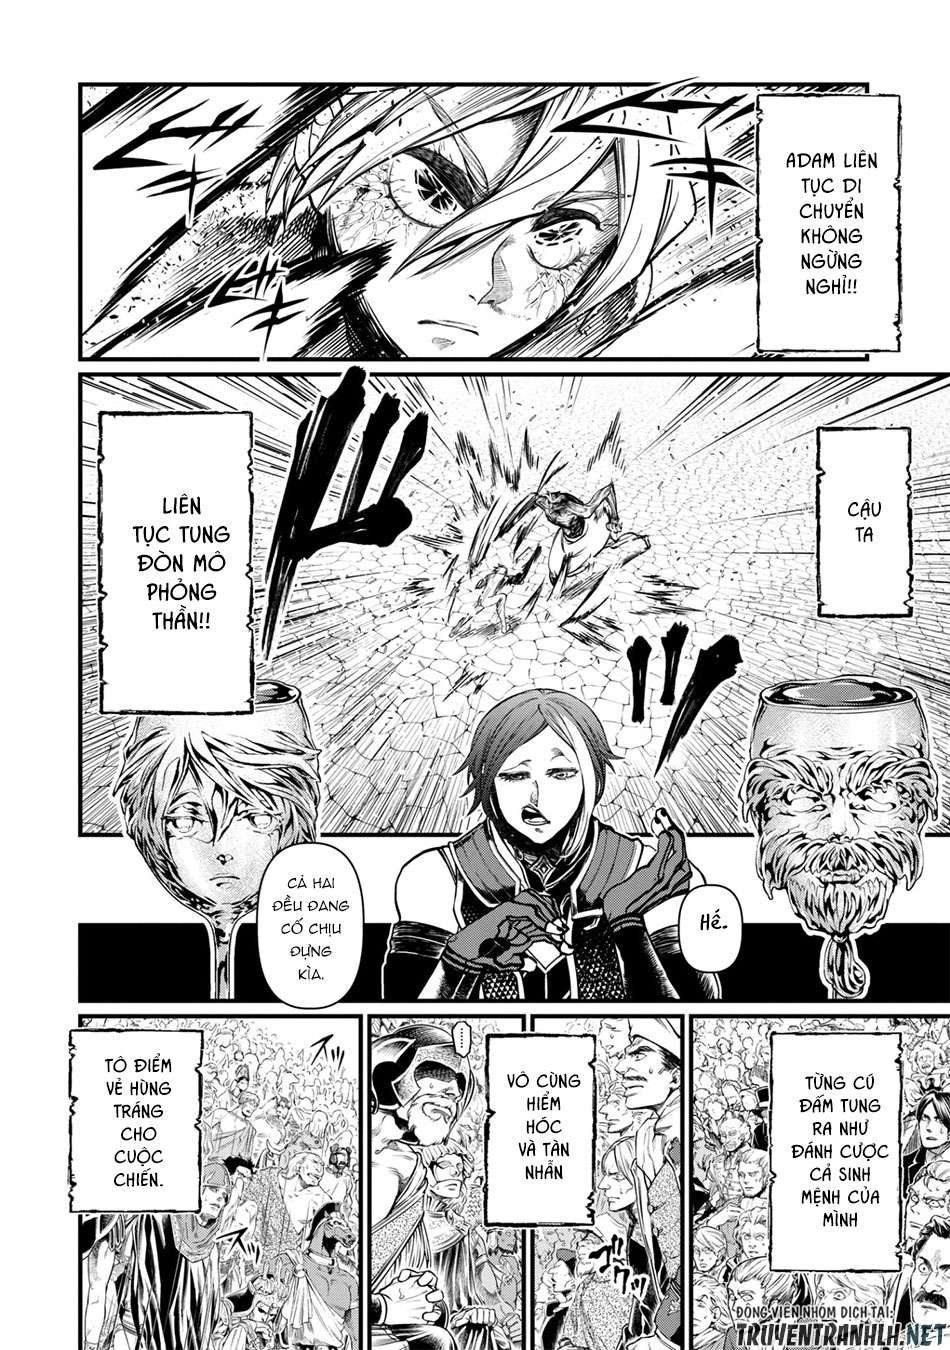 ADAM LIÊN
TỤC DI
CHUYỂN
KHÔNG
NGỪNG
NGHỈ!!
CẬU
TA
LIÊN
TỤC TUNG
ĐÒN MÔ
PHỎNG
THẦN!!
HẾ.
CẢ HAI
ĐỀU ĐANG
CỐ CHỊU
ĐỰNG
KÌA.
TỪNG CÚ
ĐẤM TUNG
RA NHƯ
ĐÁNH CƯỢC
CẢ SINH
MỆNH CỦA
MÌNH
VÔ CÙNG
HIỂM
HÓC
VÀ TÀN
NHẪN
TÔ ĐIỂM
VẺ HÙNG
TRÁNG
CHO
CUỘC
CHIẾN.
ĐỘNG VIÊN NHÓM DỊCH TẠI:
TRUYENTRANHLH.NET